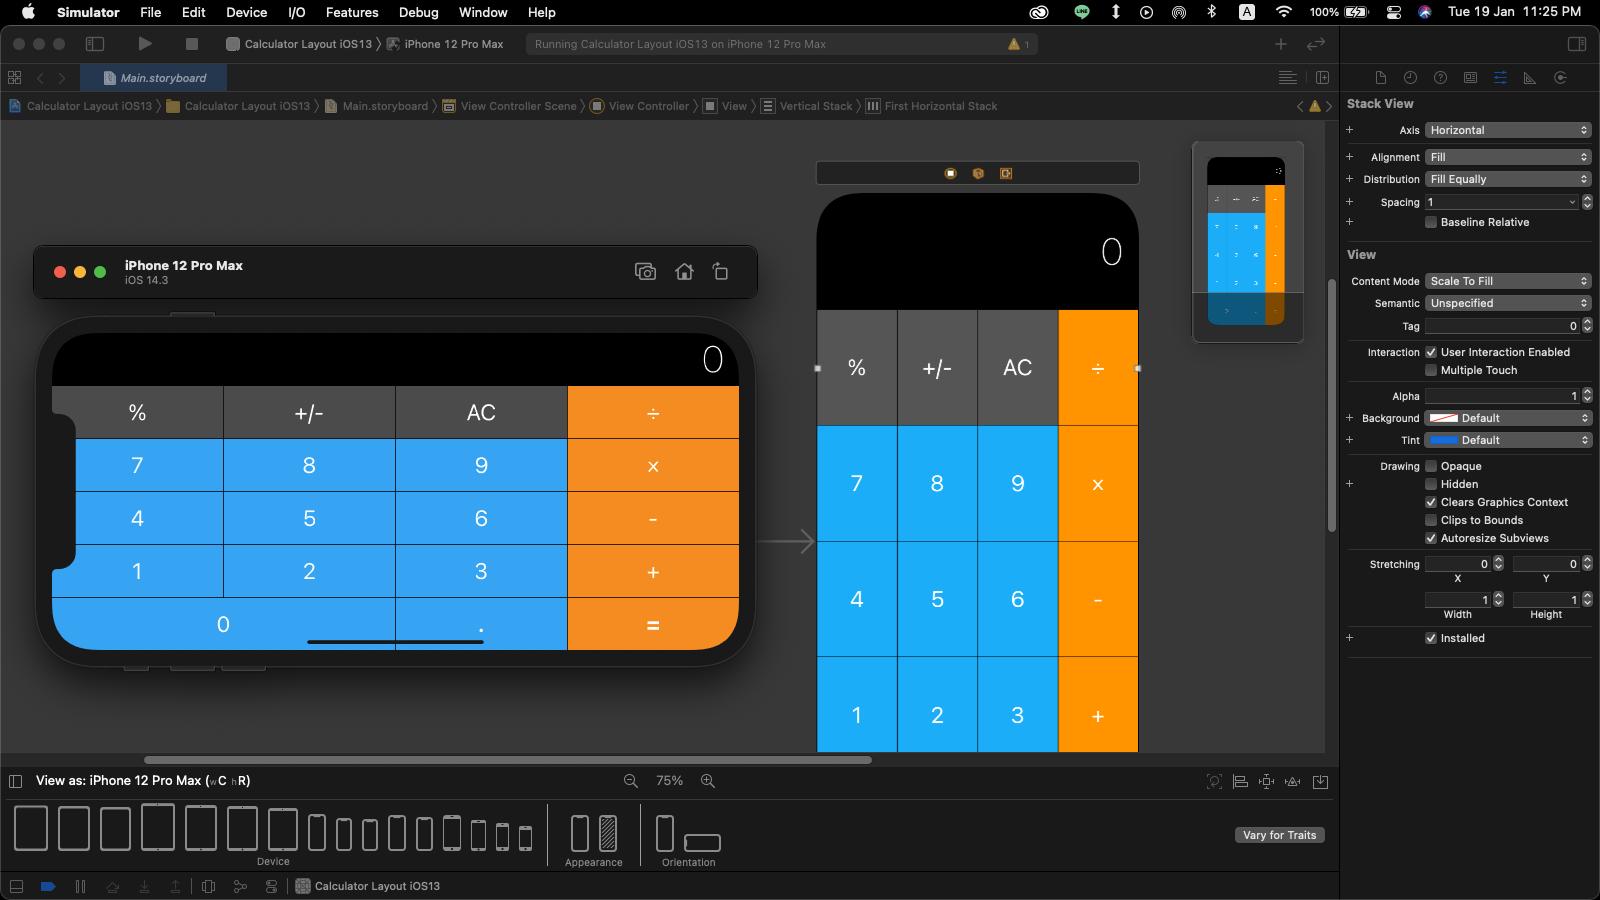 Simulator File Edit Device I/O Features Debug Window Help LINE A 100% Tue 19 Jan 11:25 PM
Calculator Layout iOS13 〉 iPhone 12 Pro Max
Running Calculator Layout iOS13 on iPhone 12 Pro Max
1
Main.storyboard
Calculator Layout iOS13 〉 Calculator Layout iOS13 〉 Main.storyboard 〉 View Controller Scene 〉 View Controller 〉 View 〉 Vertical Stack 〉 First Horizontal Stack
iPhone 12 Pro Max
iOS 14.3
0
% +/- AC ÷
7 8 9 x
4 5 6 -
1 2 3 +
0 . =
0
% +/- AC ÷
7 8 9 x
4 5 6 -
1 2 3 +
Stack View
Axis Horizontal
Alignment Fill
Distribution Fill Equally
Spacing 1
Baseline Relative
View
Content Mode Scale To Fill
Semantic Unspecified
Tag 0
Interaction User Interaction Enabled
Multiple Touch
Alpha 1
Background Default
Tint Default
Drawing Opaque
Hidden
Clears Graphics Context
Clips to Bounds
Autoresize Subviews
Stretching 0 0
X Y
1 1
Width Height
Installed
View as: iPhone 12 Pro Max (wC hR)
75%
Device
Appearance
Orientation
Vary for Traits
Calculator Layout iOS13